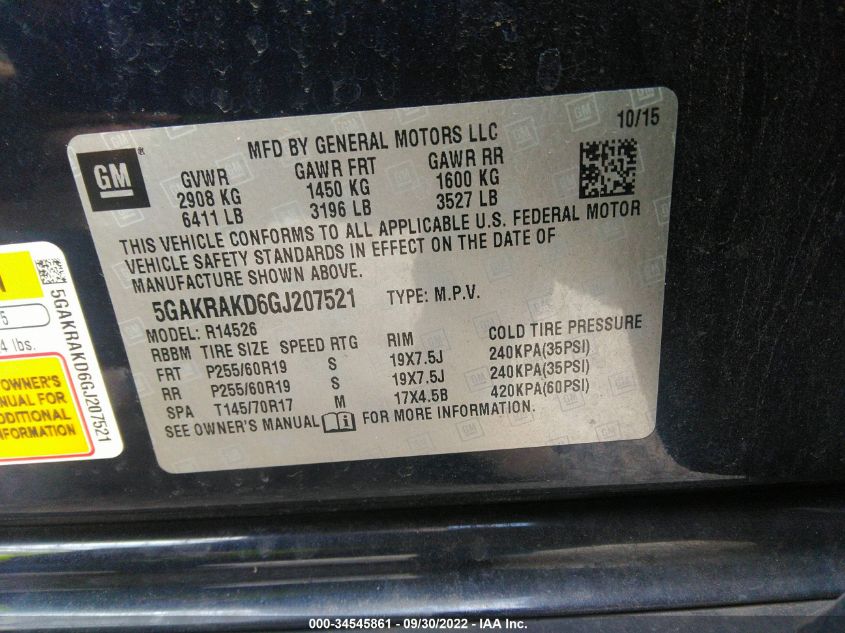 MFD BY GENERAL MOTORS LLC
10/15
GM
GVWR GAWR FRT GAWR RR
2908 KG 1450 KG 1600 KG
6411 LB 3196 LB 3527 LB
THIS VEHICLE CONFORMS TO ALL APPLICABLE U.S. FEDERAL MOTOR
VEHICLE SAFETY STANDARDS IN EFFECT ON THE DATE OF
MANUFACTURE SHOWN ABOVE.
5GAKRAKD6GJ207521 TYPE: M.P.V.
MODEL: R14526
RBBM TIRE SIZE SPEED RTG RIM COLD TIRE PRESSURE
FRT P255/60R19 S 19X7.5J 240KPA(35PSI)
RR P255/60R19 S 19X7.5J 240KPA(35PSI)
SPA T145/70R17 M 17X4.5B 420KPA(60PSI)
SEE OWNER'S MANUAL FOR MORE INFORMATION.
5
4 lbs.
OWNER'S
FOR
INFORMATION
5GAKRAKD6GJ207521
000-34545861 - 09/30/2022 - IAA Inc.